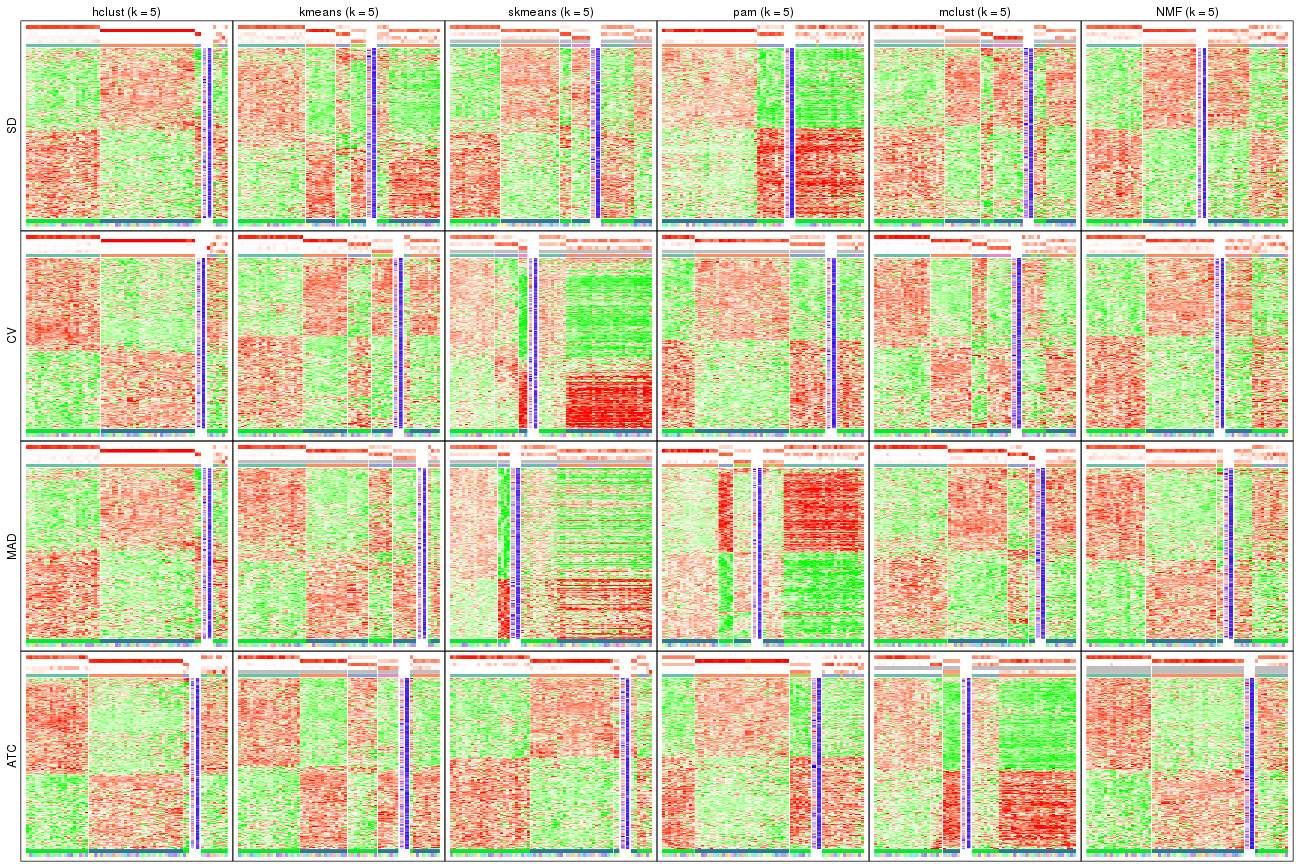 hclust (k = 5) kmeans (k = 5) skmeans (k = 5) pam (k = 5) mclust (k = 5) NMF (k = 5)
SD
CV
MAD
ATC